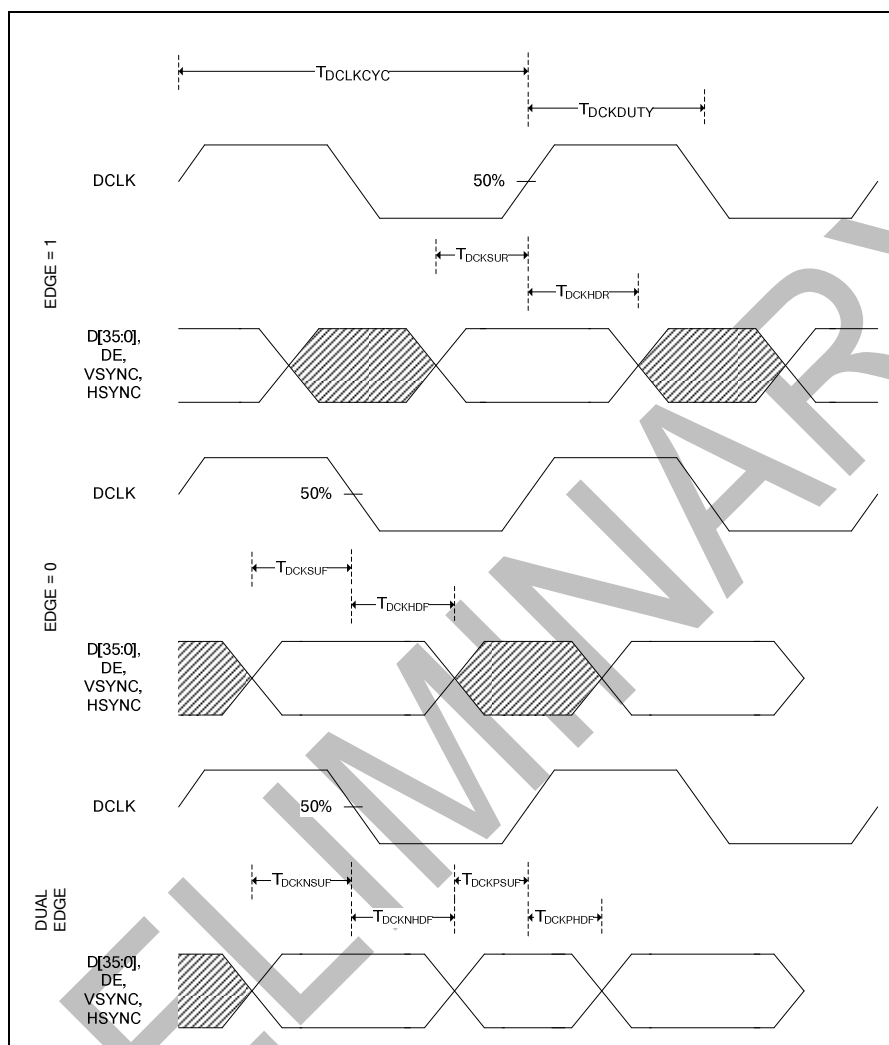 TDCLKCYC
TDCKDUTY
DCLK
50%
EDGE = 1
TDCKSUR
TDCKHDR
D[35:0],
DE,
VSYNC,
HSYNC
DCLK
50%
EDGE = 0
TDCKSUF
TDCKHDF
D[35:0],
DE,
VSYNC,
HSYNC
DCLK
50%
DUAL
EDGE
TDCKNSUF
TDCKPSUF
TDCKNHDF
TDCKPHDF
D[35:0],
DE,
VSYNC,
HSYNC
ELIMINARY